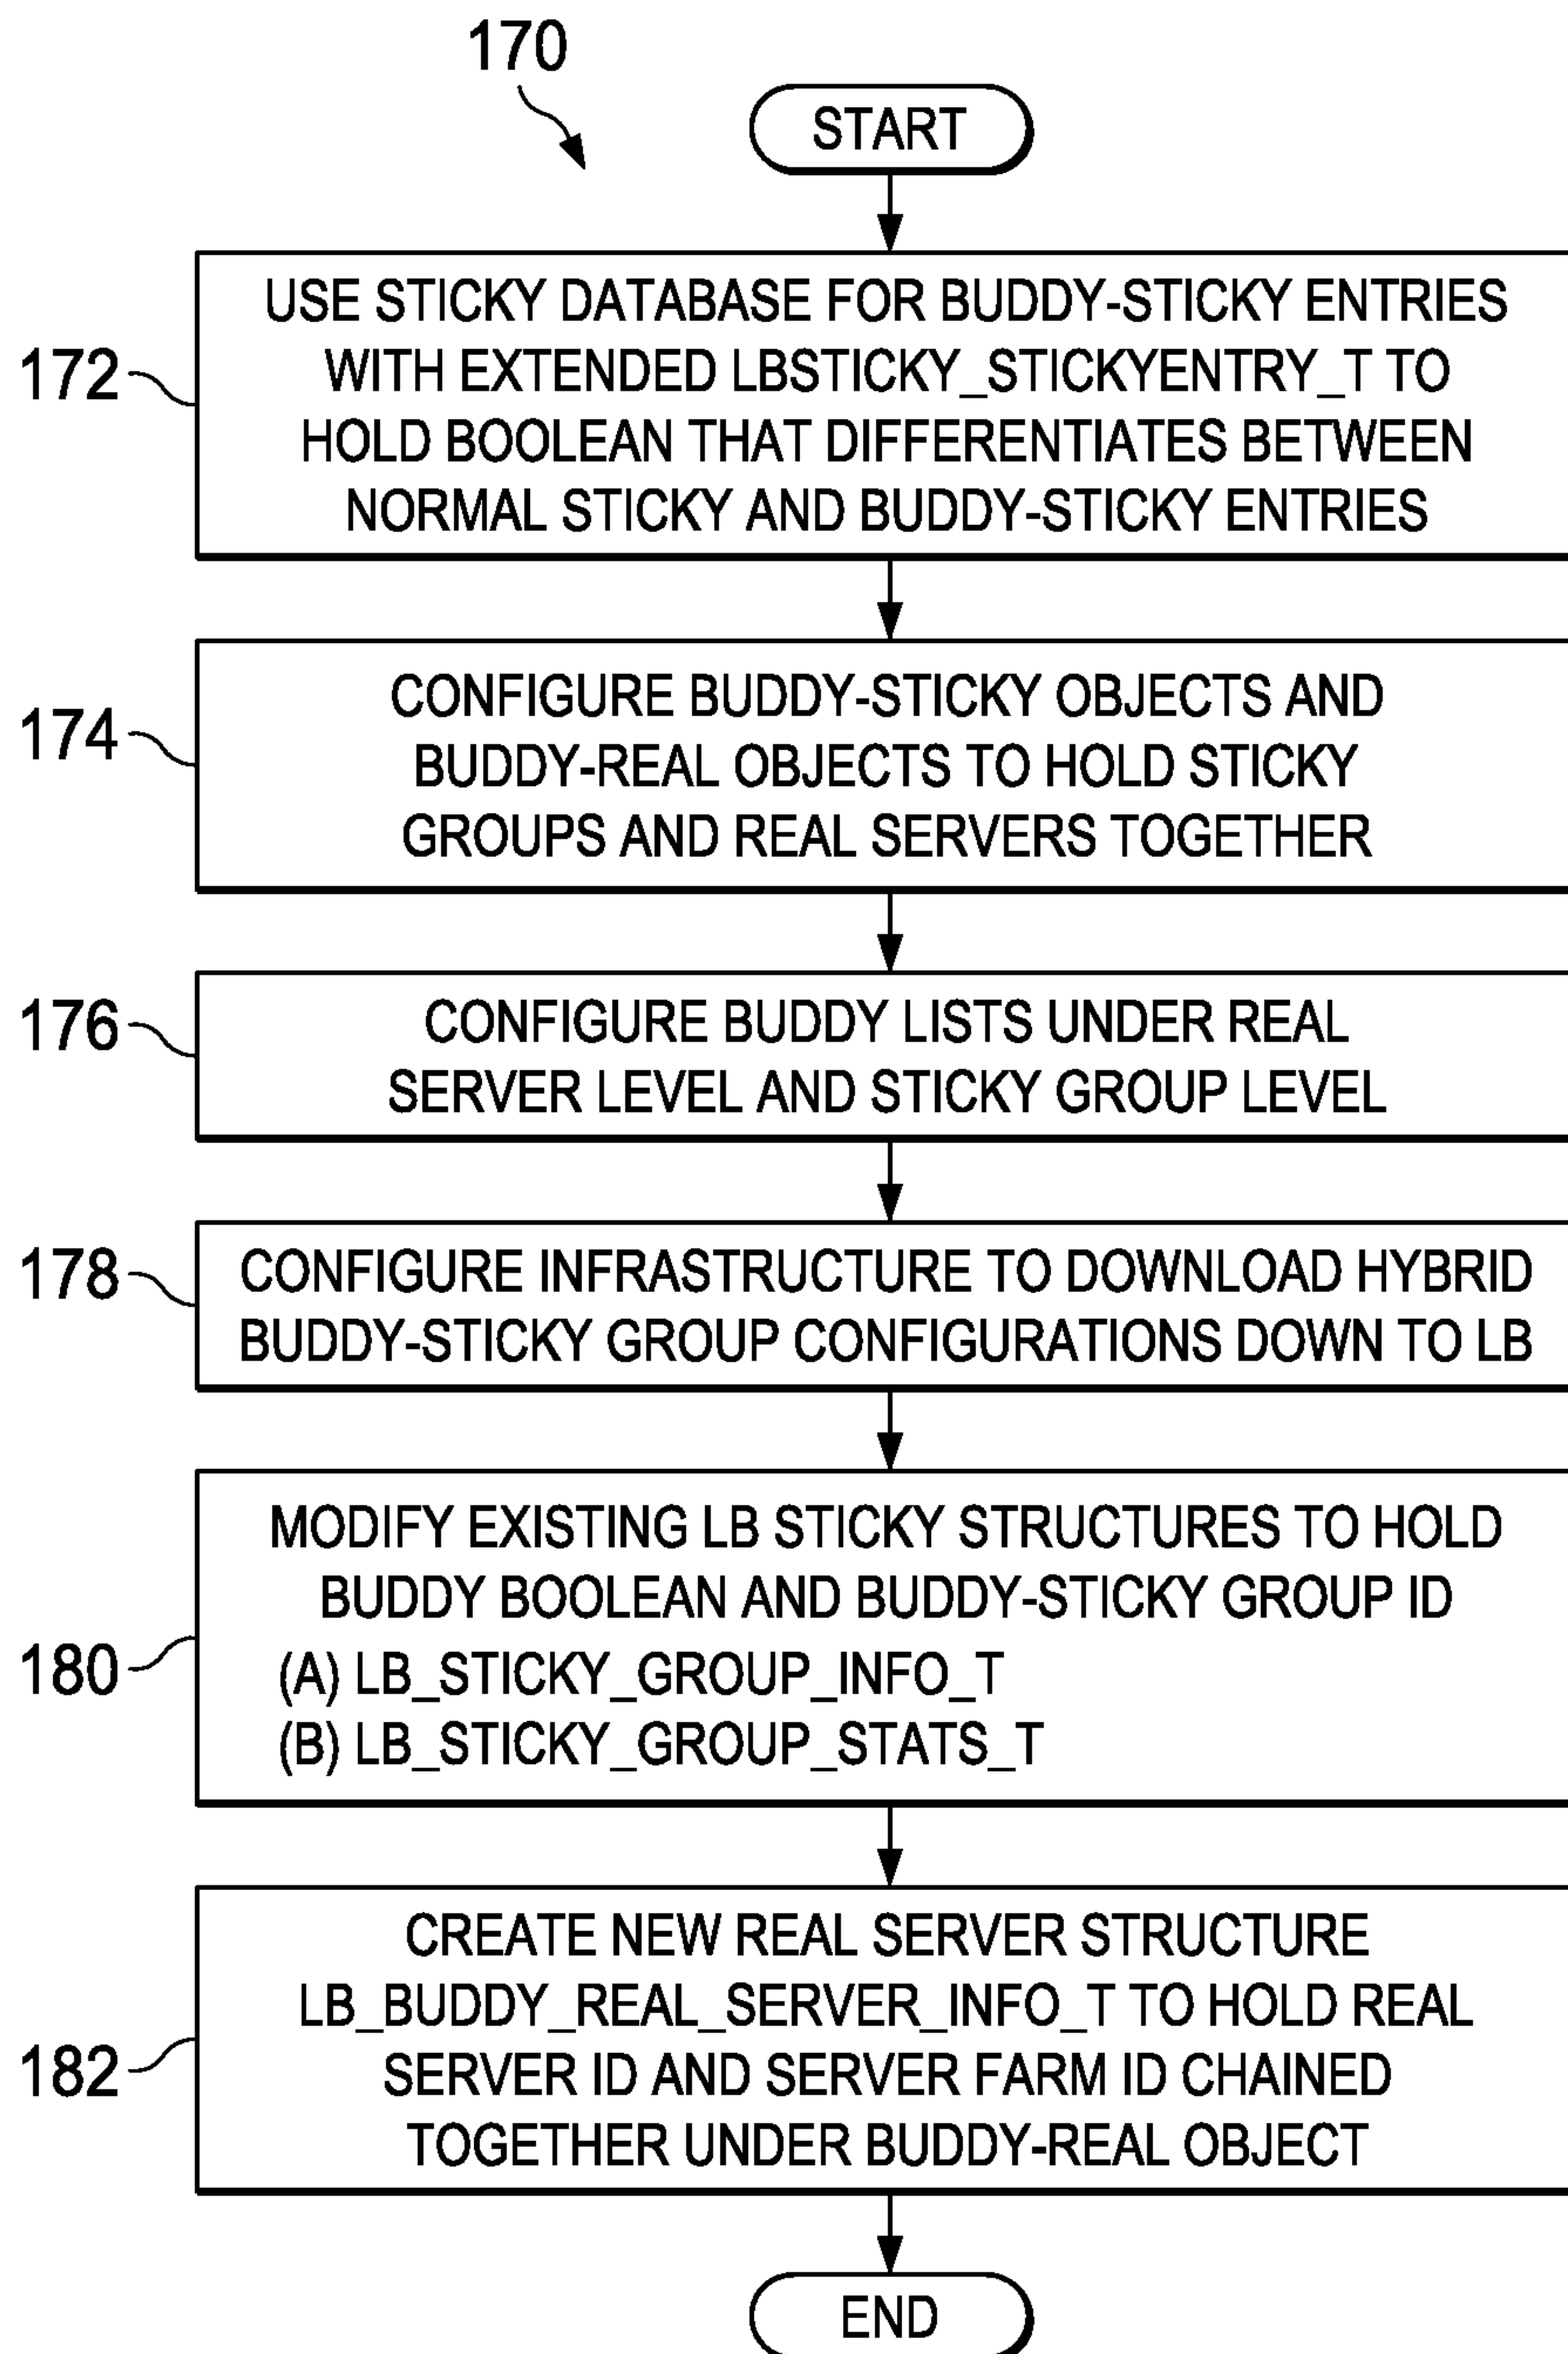 170
START
172
USE STICKY DATABASE FOR BUDDY-STICKY ENTRIES
WITH EXTENDED LBSTICKY_STICKYENTRY_T TO
HOLD BOOLEAN THAT DIFFERENTIATES BETWEEN
NORMAL STICKY AND BUDDY-STICKY ENTRIES
174
CONFIGURE BUDDY-STICKY OBJECTS AND
BUDDY-REAL OBJECTS TO HOLD STICKY
GROUPS AND REAL SERVERS TOGETHER
176
CONFIGURE BUDDY LISTS UNDER REAL
SERVER LEVEL AND STICKY GROUP LEVEL
178
CONFIGURE INFRASTRUCTURE TO DOWNLOAD HYBRID
BUDDY-STICKY GROUP CONFIGURATIONS DOWN TO LB
180
MODIFY EXISTING LB STICKY STRUCTURES TO HOLD
BUDDY BOOLEAN AND BUDDY-STICKY GROUP ID
(A) LB_STICKY_GROUP_INFO_T
(B) LB_STICKY_GROUP_STATS_T
182
CREATE NEW REAL SERVER STRUCTURE
LB_BUDDY_REAL_SERVER_INFO_T TO HOLD REAL
SERVER ID AND SERVER FARM ID CHAINED
TOGETHER UNDER BUDDY-REAL OBJECT
END